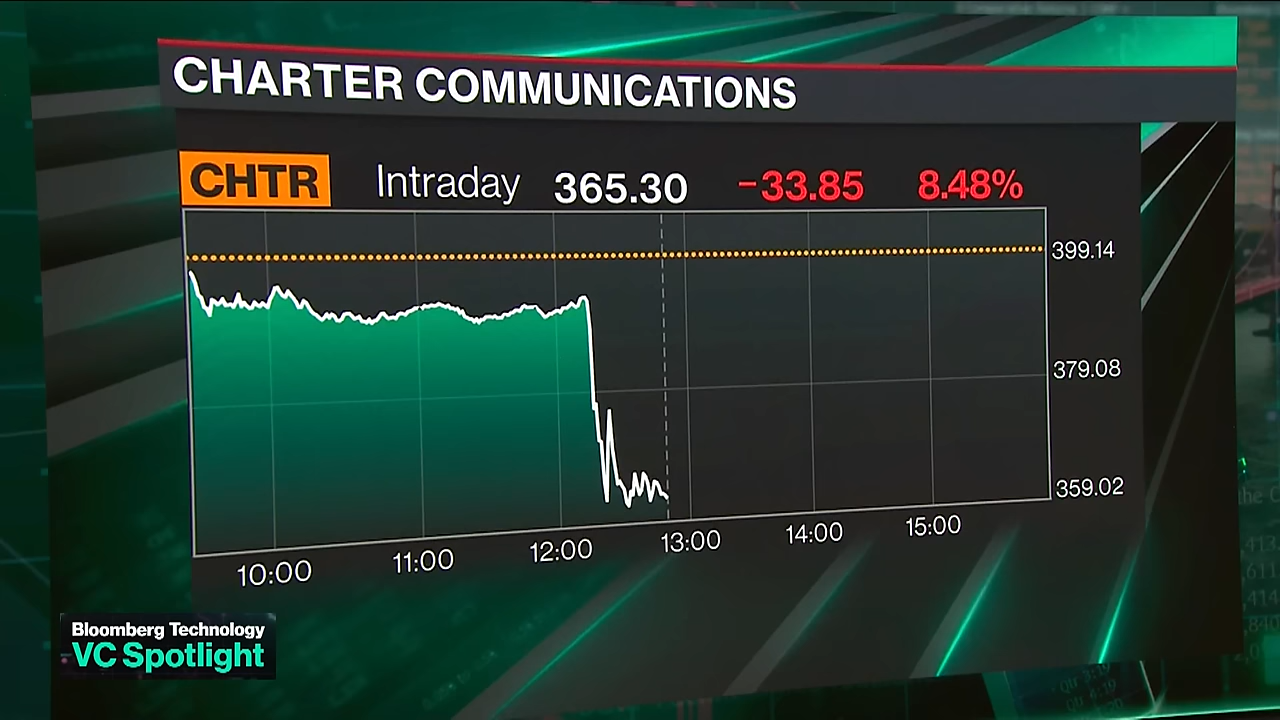 CHARTER COMMUNICATIONS
CHTR Intraday 365.30 -33.85 8.48%
399.14
379.08
359.02
10:00 11:00 12:00 13:00 14:00 15:00
Bloomberg Technology
VC Spotlight